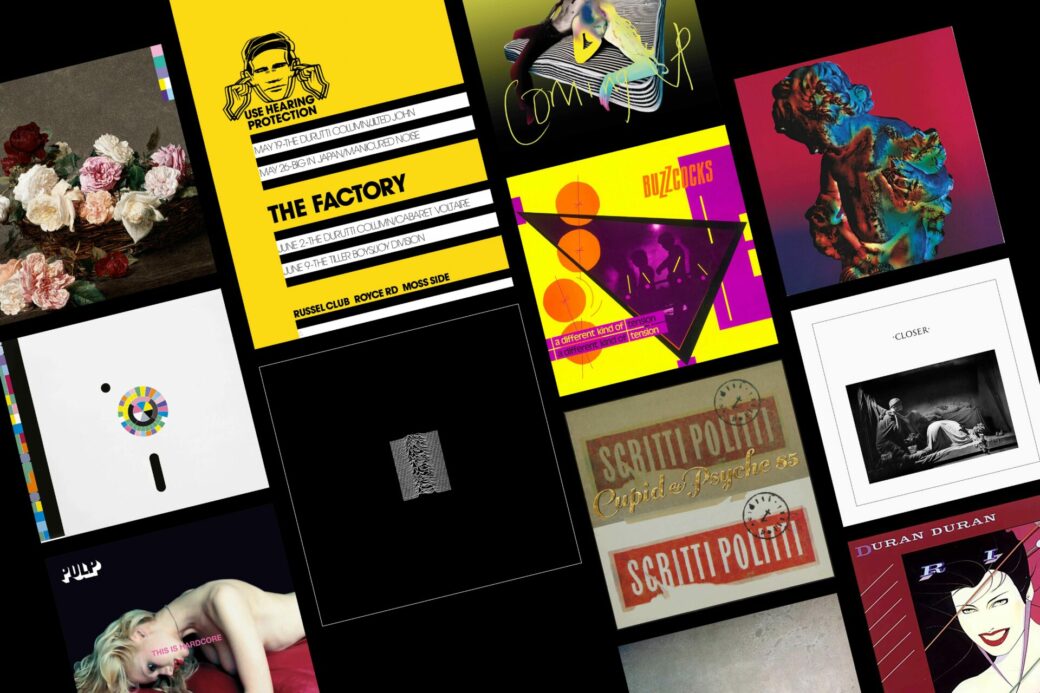 USE HEARING
PROTECTION
MAY 19-THE DURUTTI COLUMN/JILTED JOHN
MAY 26-BIG IN JAPAN/MANICURED NOISE
THE FACTORY
JUNE 2-THE DURUTTI COLUMN/CABARET VOLTAIRE
JUNE 9-THE TILLER BOYS/JOY DIVISION
RUSSEL CLUB ROYCE RD MOSS SIDE
Coming Up
BUZZCOCKS
a different kind of tension
a different kind of tension
·CLOSER·
SCRITTI POLITTI
Cupid & Psyche 85
SCRITTI POLITTI
PULP
THIS IS HARDCORE
DURAN DURAN
R I